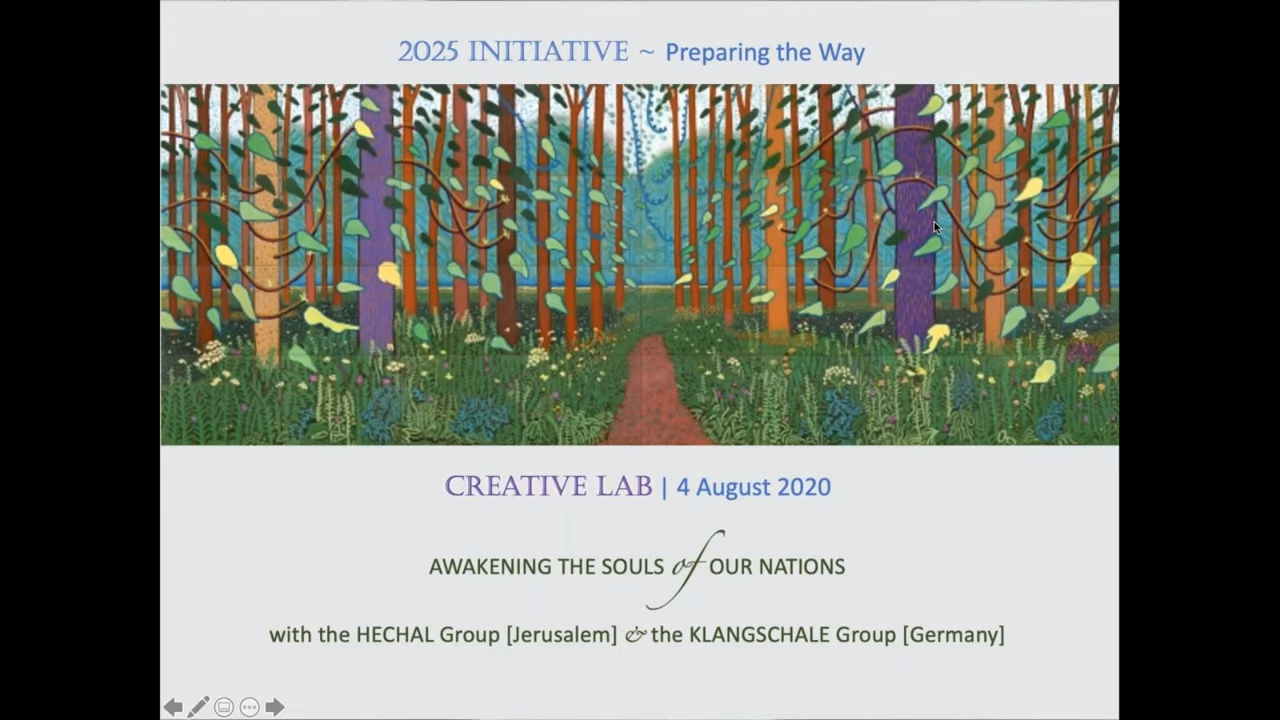 2025 INITIATIVE ~ Preparing the Way
CREATIVE LAB | 4 August 2020
AWAKENING THE SOULS of OUR NATIONS
with the HECHAL Group [Jerusalem] & the KLANGSCHALE Group [Germany]